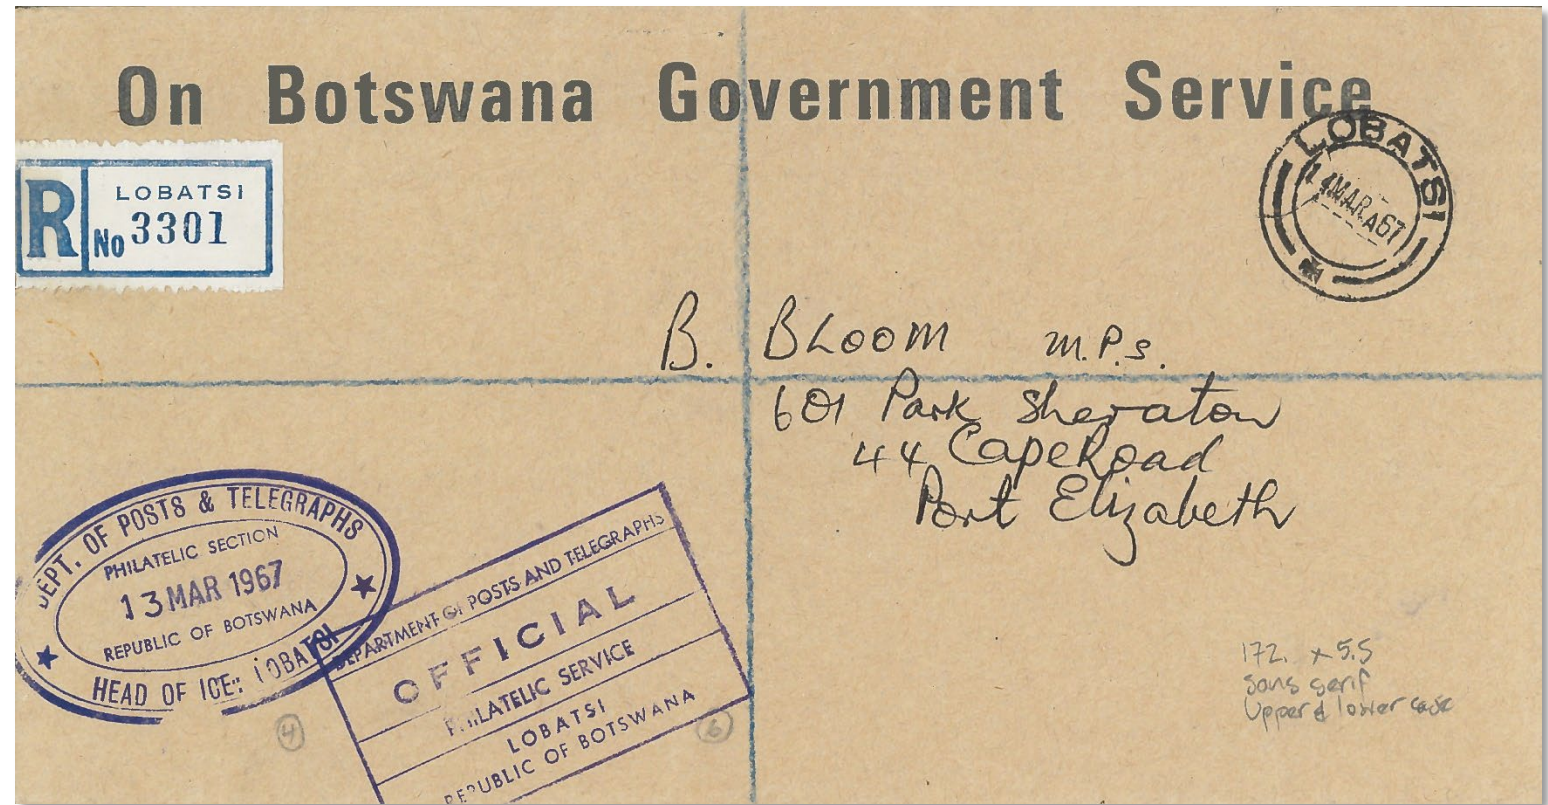 On Botswana Government Service
LOBATSI
14 MAR A 67
R
LOBATSI
No 3301
B. BLOOM M.P.S.
601 Park Sheraton
44 Cape Road
Port Elizabeth
DEPT. OF POSTS & TELEGRAPHS
PHILATELIC SECTION
13 MAR 1967
REPUBLIC OF BOTSWANA
HEAD OF ICE: LOBATSI
DEPARTMENT OF POSTS AND TELEGRAPHS
OFFICIAL
PHILATELIC SERVICE
LOBATSI
REPUBLIC OF BOTSWANA
4
6
172. x 5.5
sans serif
Upper & lower case